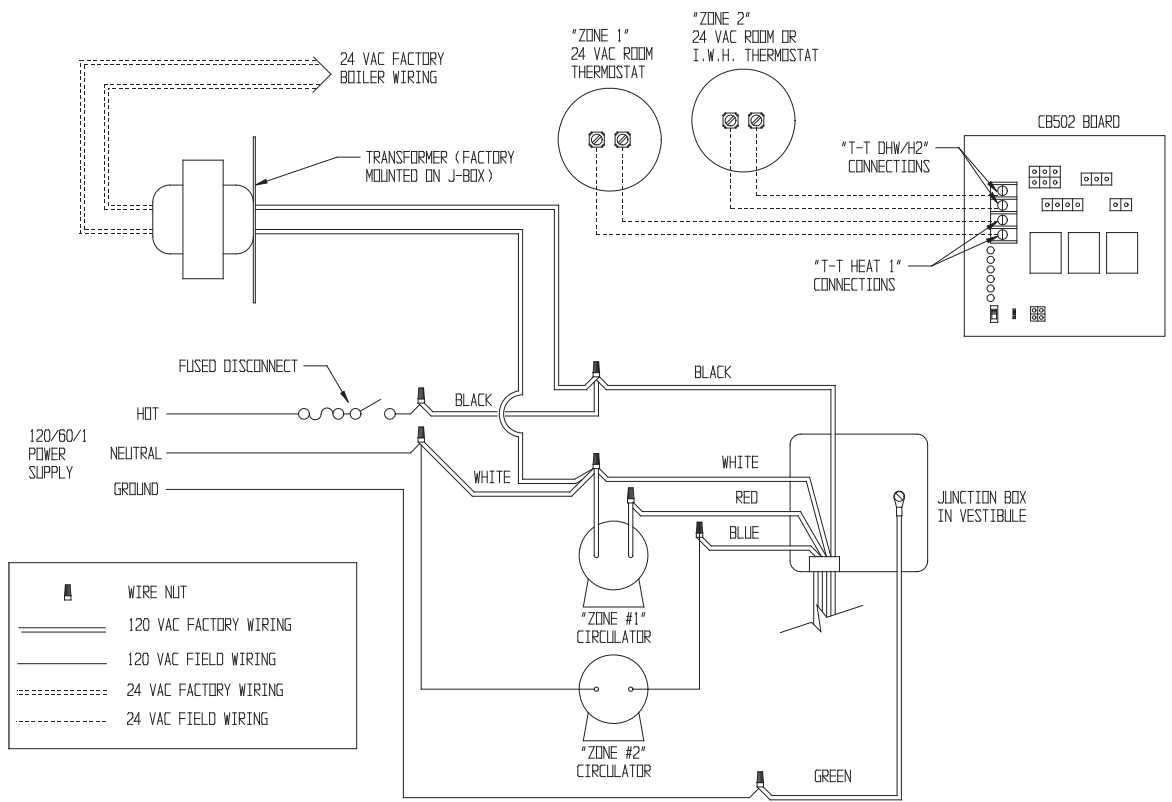 24 VAC FACTORY
BOILER WIRING
"ZONE 1"
24 VAC ROOM
THERMOSTAT
"ZONE 2"
24 VAC ROOM OR
I.W.H. THERMOSTAT
CB502 BOARD
"T-T DHW/H2"
CONNECTIONS
TRANSFORMER (FACTORY
MOUNTED ON J-BOX)
"T-T HEAT 1"
CONNECTIONS
FUSED DISCONNECT
BLACK
BLACK
HOT
120/60/1
POWER
SUPPLY
NEUTRAL
GROUND
WHITE
WHITE
RED
BLUE
JUNCTION BOX
IN VESTIBULE
"ZONE #1"
CIRCULATOR
"ZONE #2"
CIRCULATOR
GREEN
WIRE NUT
120 VAC FACTORY WIRING
120 VAC FIELD WIRING
24 VAC FACTORY WIRING
24 VAC FIELD WIRING